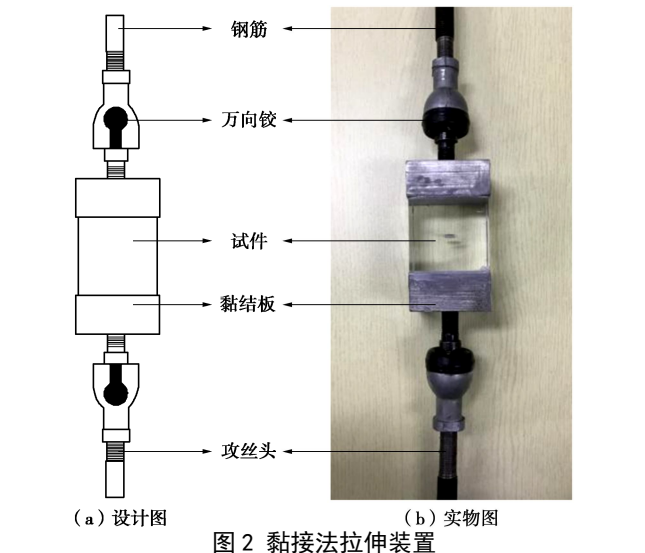 钢筋
万向铰
试件
黏结板
攻丝头
(a)设计图
(b)实物图
图 2 黏接法拉伸装置